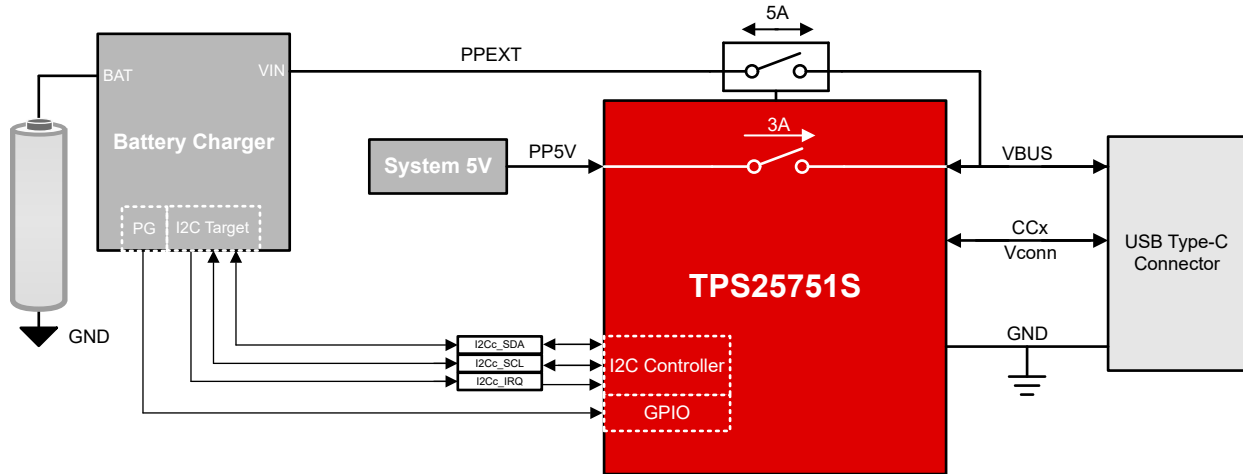 5A
PPEXT
BAT
VIN
Battery Charger
3A
System 5V
PP5V
VBUS
PG
I2C Target
CCx
Vconn
USB Type-C
Connector
TPS25751S
GND
I2Cc_SDA
I2Cc_SCL
I2Cc_IRQ
I2C Controller
GPIO
GND